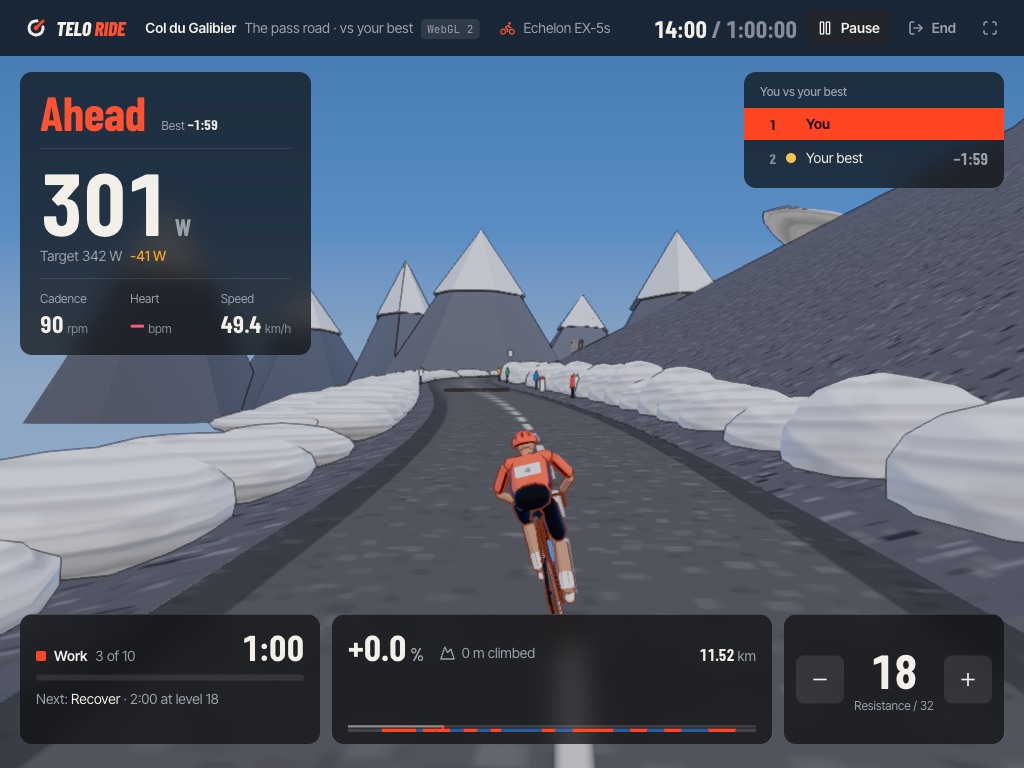 TELO RIDE Col du Galibier The pass road · vs your best WebGL 2 Echelon EX-5s 14:00 / 1:00:00 Pause End
Ahead Best −1:59
301 W
Target 342 W -41 W
Cadence Heart Speed
90 rpm – bpm 49.4 km/h
You vs your best
1 You
2 Your best −1:59
4
Work 3 of 10 1:00
Next: Recover · 2:00 at level 18
+0.0 % 0 m climbed 11.52 km
− 18 +
Resistance / 32